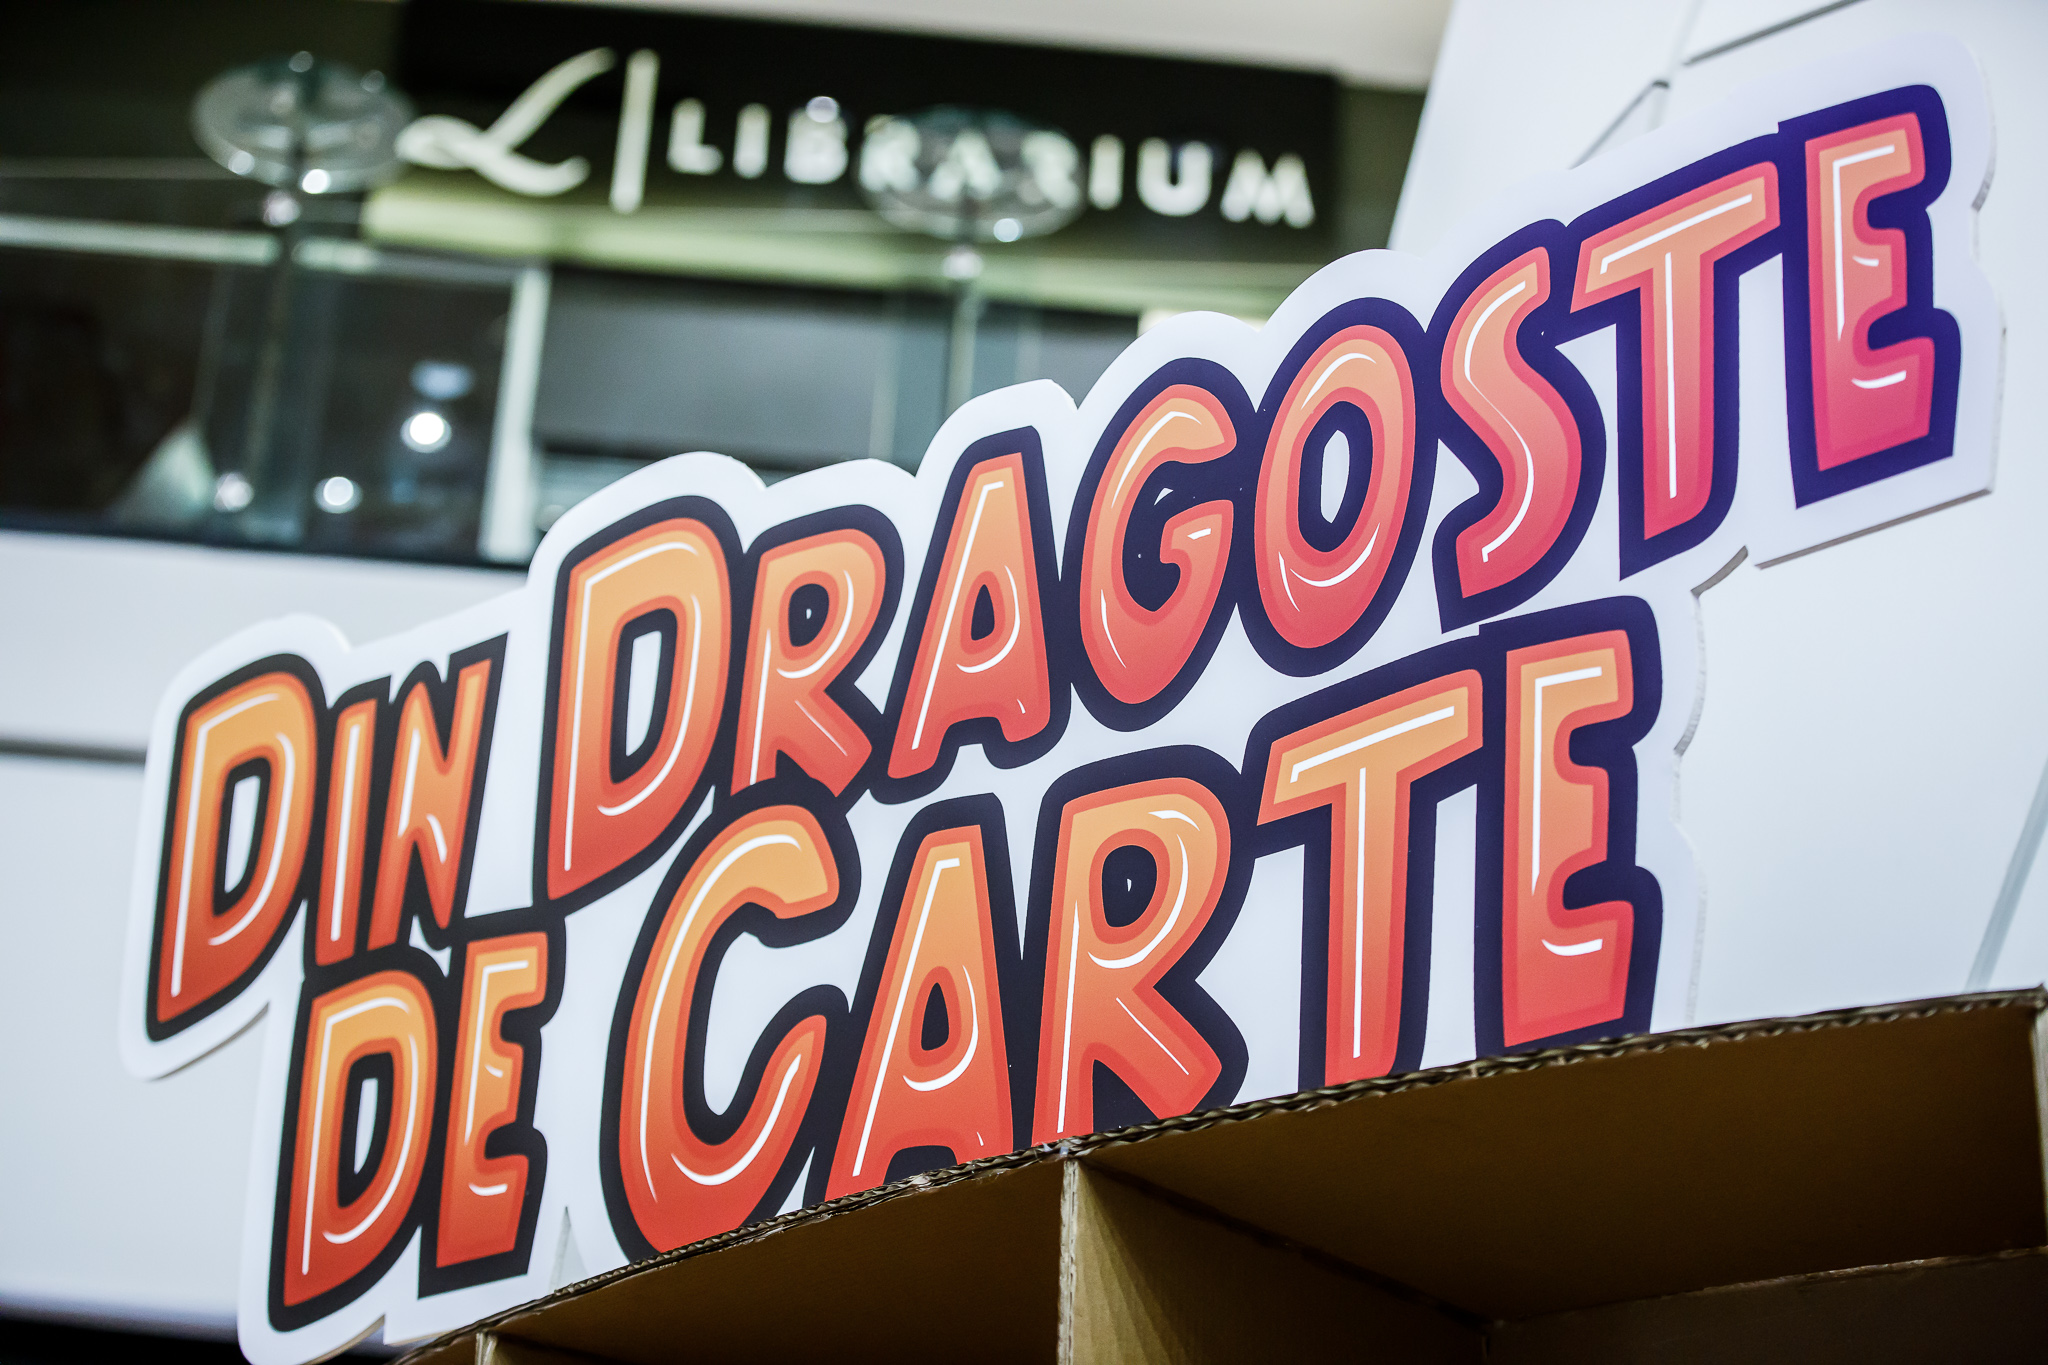 L | LIBRARIUM
DIN DRAGOSTE
DE CARTE